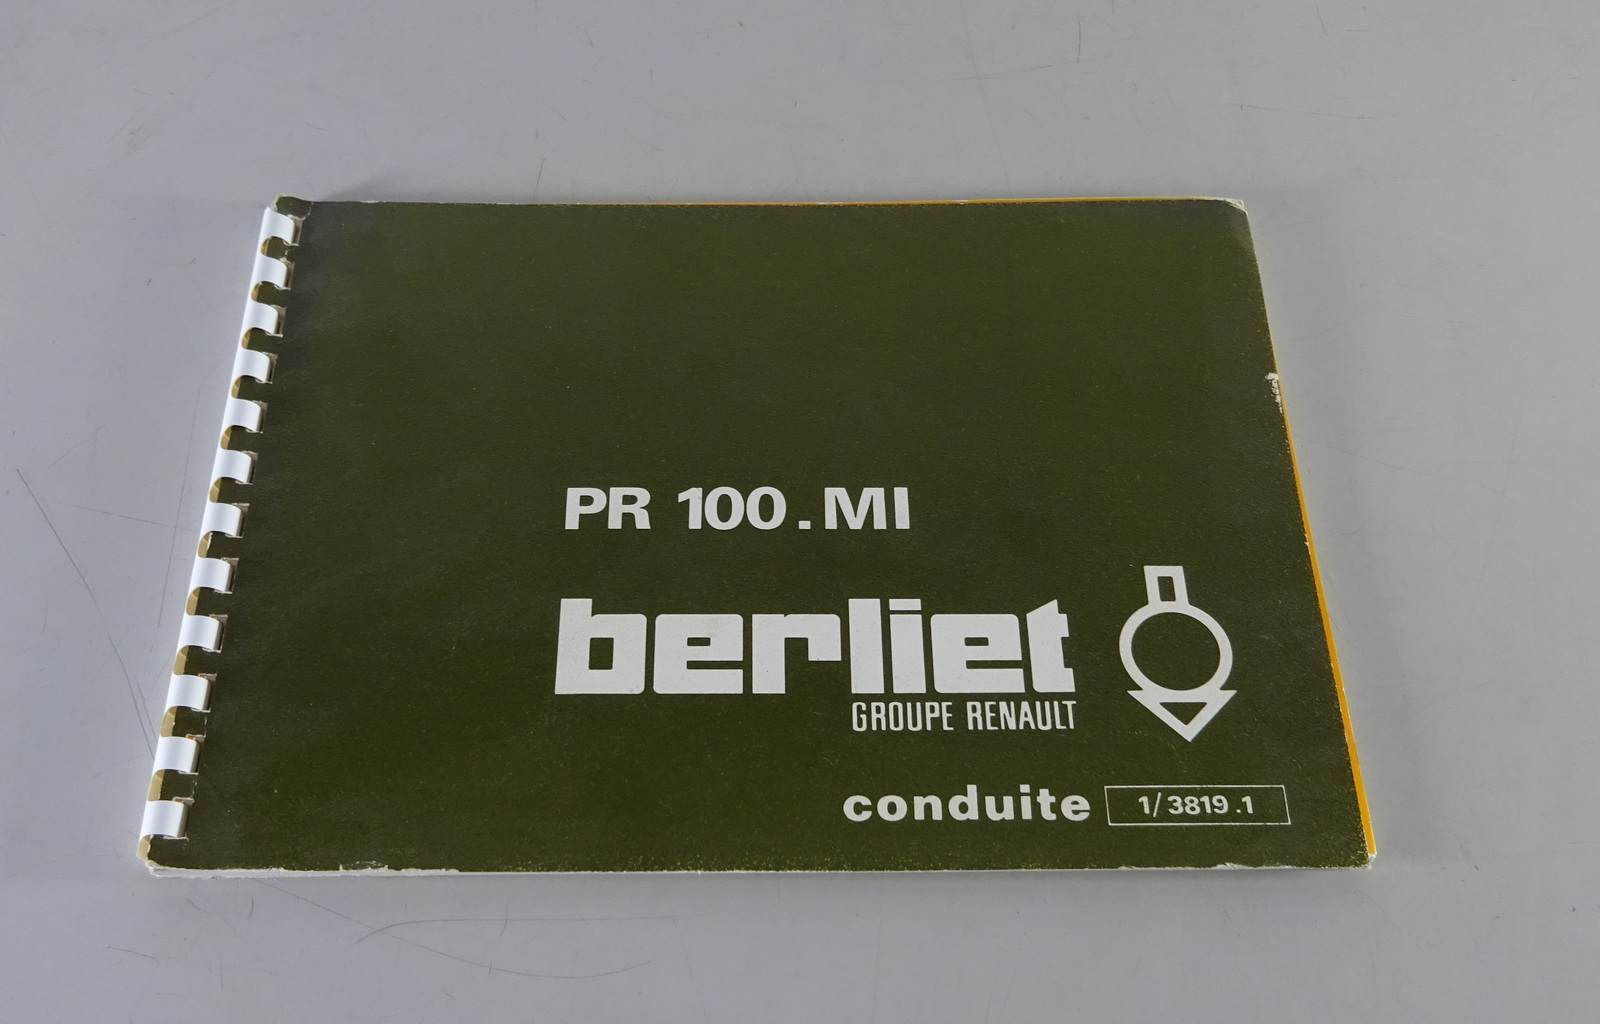 PR 100.MI
berliet
GROUPE RENAULT
conduite 1/3819.1